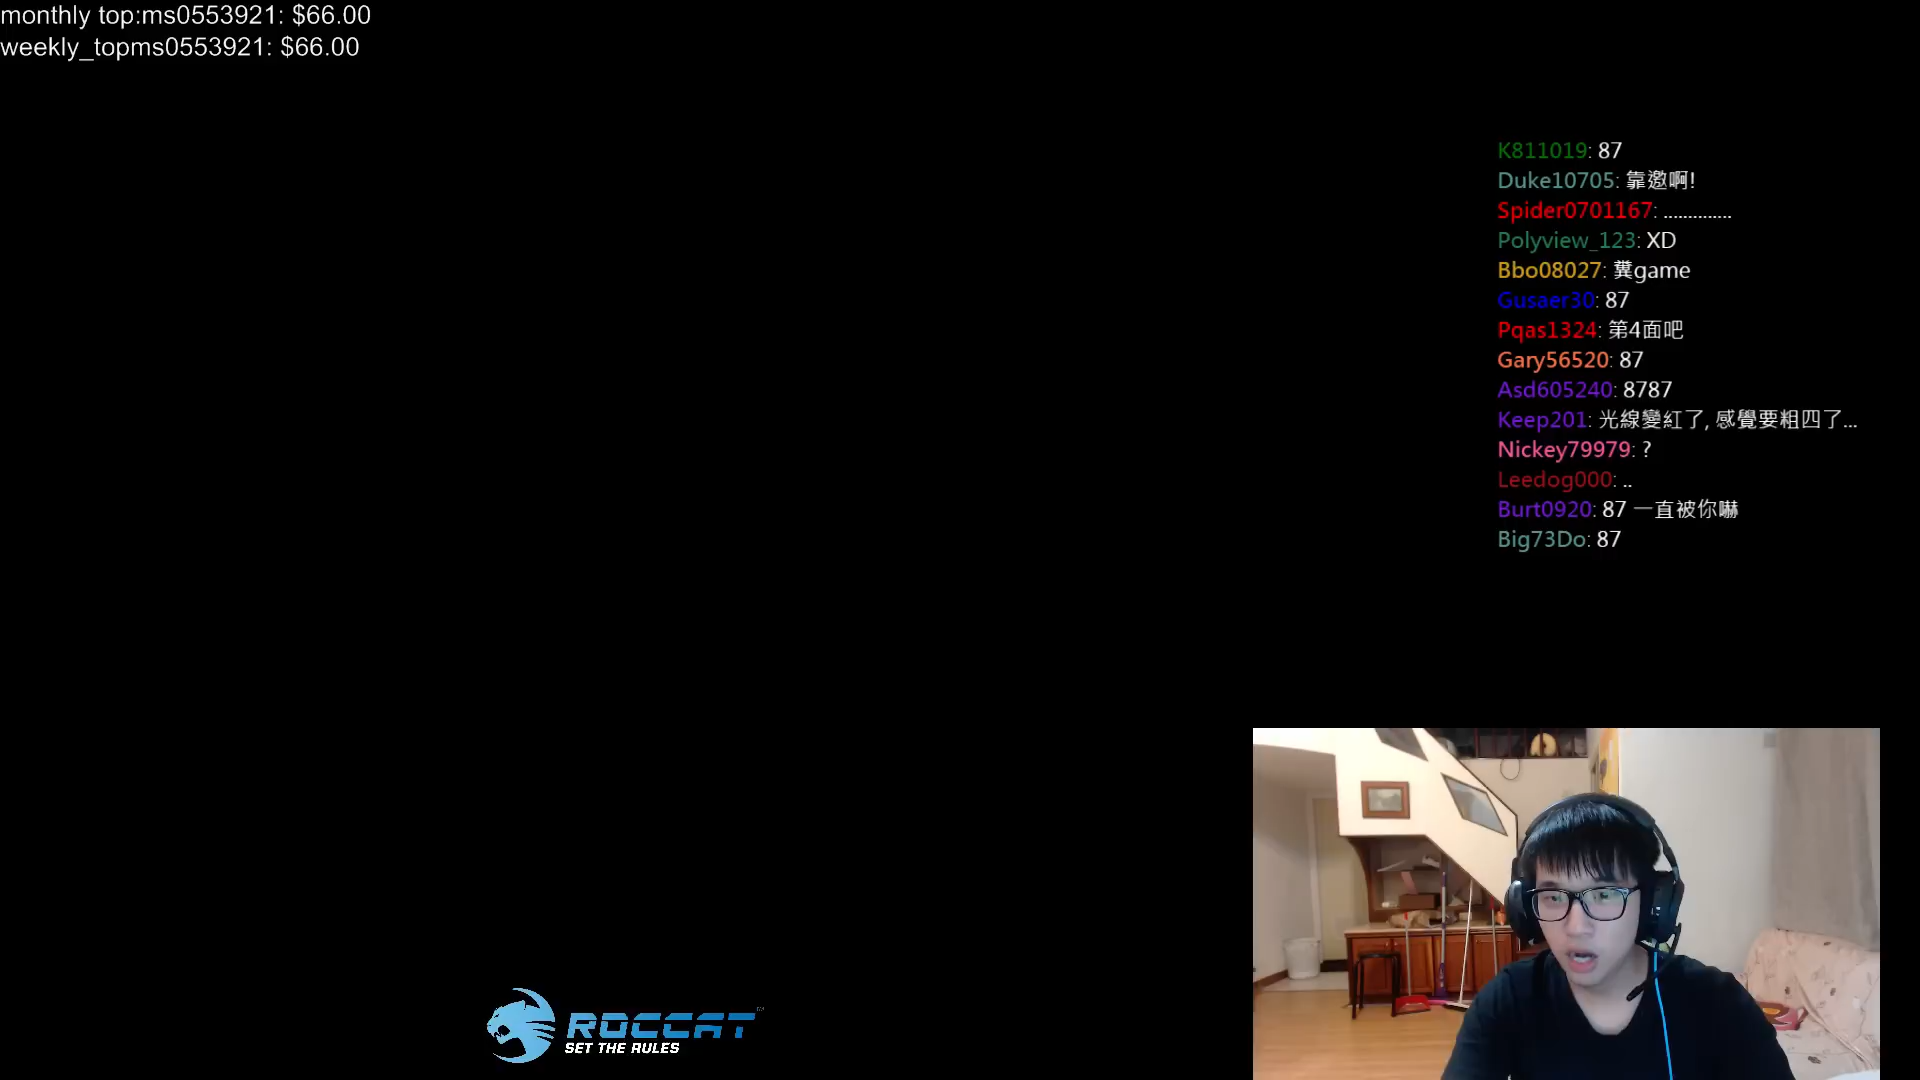 monthly top:ms0553921: $66.00
weekly_topms0553921: $66.00
K811019: 87
Duke10705: 靠邀啊!
Spider0701167: ..............
Polyview_123: XD
Bbo08027: 糞game
Gusaer30: 87
Pqas1324: 第4面吧
Gary56520: 87
Asd605240: 8787
Keep201: 光線變紅了, 感覺要粗四了...
Nickey79979: ?
Leedog000: ..
Burt0920: 87 一直被你嚇
Big73Do: 87
ROCCAT™
SET THE RULES